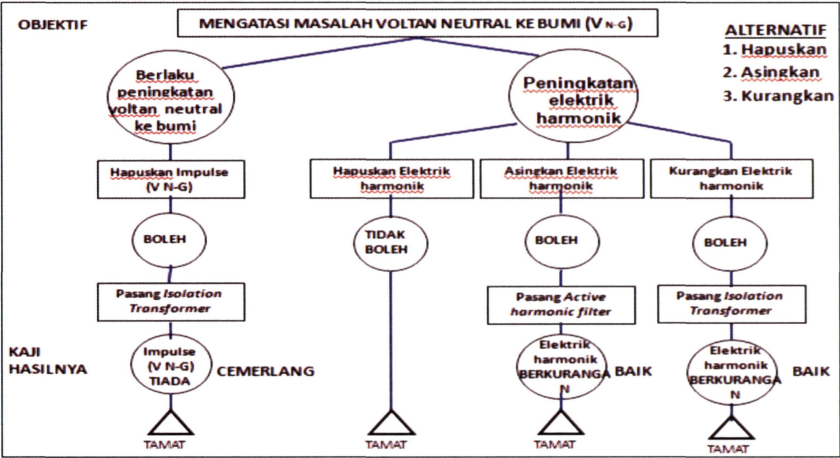 OBJEKTIF
MENGATASI MASALAH VOLTAN NEUTRAL KE BUMI (V N-G)
ALTERNATIF
1. Hapuskan
2. Asingkan
3. Kurangkan
Berlaku
peningkatan
voltan neutral
ke bumi
Peningkatan
elektrik
harmonik
Hapuskan Impulse
(V N-G)
Hapuskan Elektrik
harmonik
Asingkan Elektrik
harmonik
Kurangkan Elektrik
harmonik
BOLEH
TIDAK
BOLEH
BOLEH
BOLEH
Pasang Isolation
Transformer
Pasang Active
harmonic filter
Pasang Isolation
Transformer
KAJI
HASILNYA
Impulse
(V N-G)
TIADA
CEMERLANG
Elektrik
harmonik
BERKURANGA
N
BAIK
Elektrik
harmonik
BERKURANGA
N
BAIK
TAMAT
TAMAT
TAMAT
TAMAT